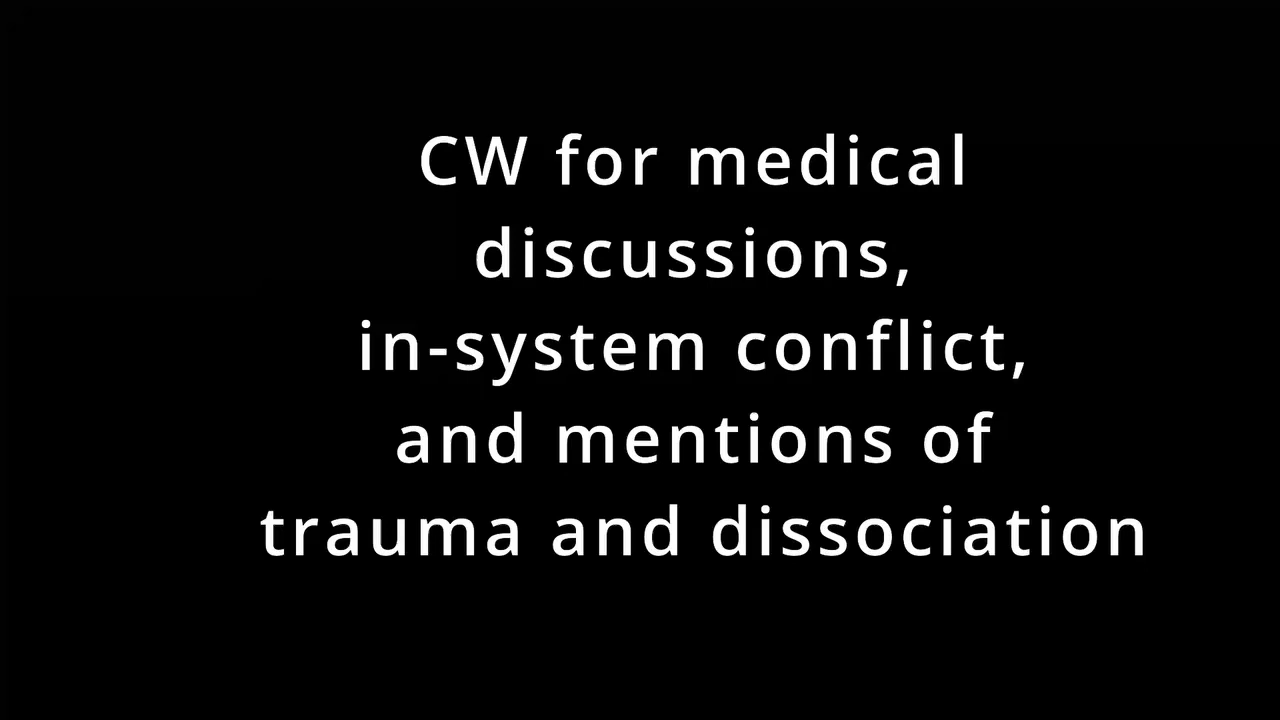 CW for medical
discussions,
in-system conflict,
and mentions of
trauma and dissociation